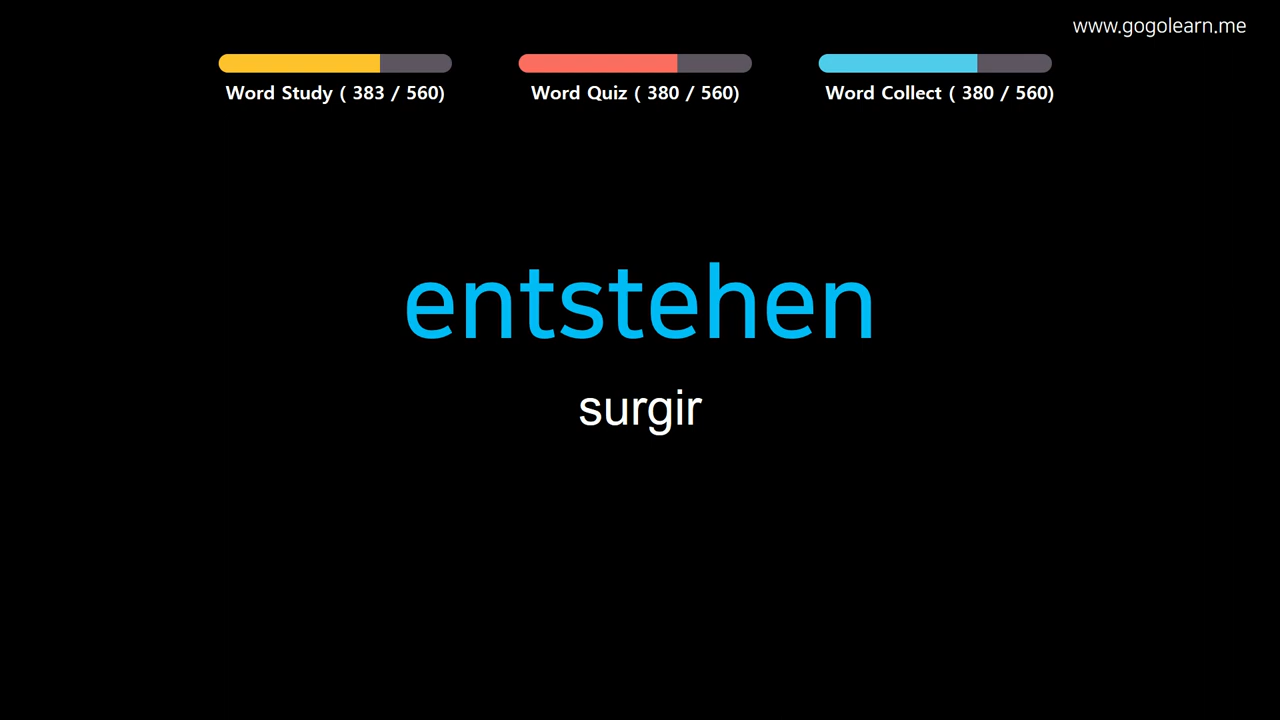 www.gogolearn.me
Word Study ( 383 / 560)
Word Quiz ( 380 / 560)
Word Collect ( 380 / 560)
entstehen
surgir